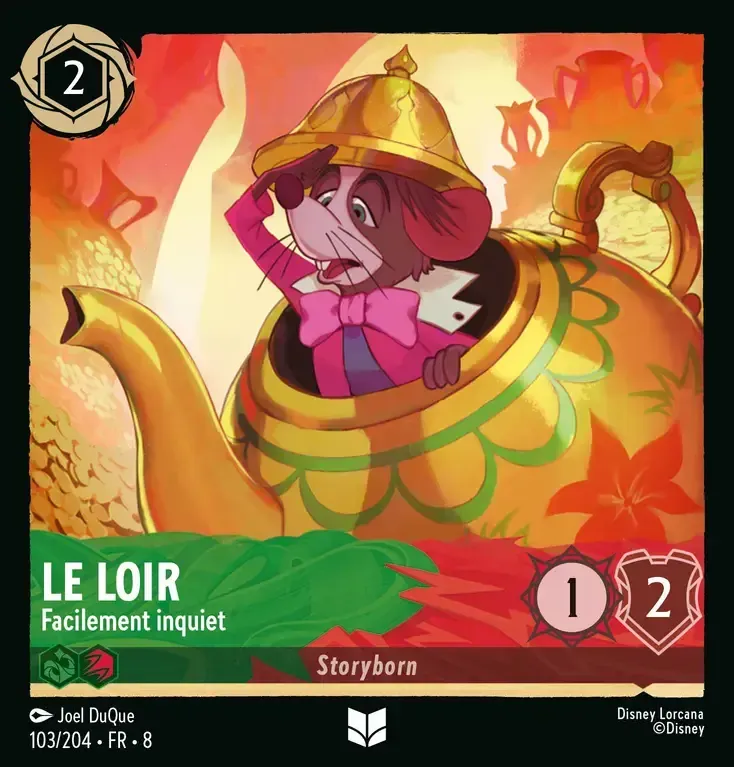 2
LE LOIR
Facilement inquiet
1
2
Storyborn
Joel DuQue
103/204 • FR • 8
Disney Lorcana
©Disney